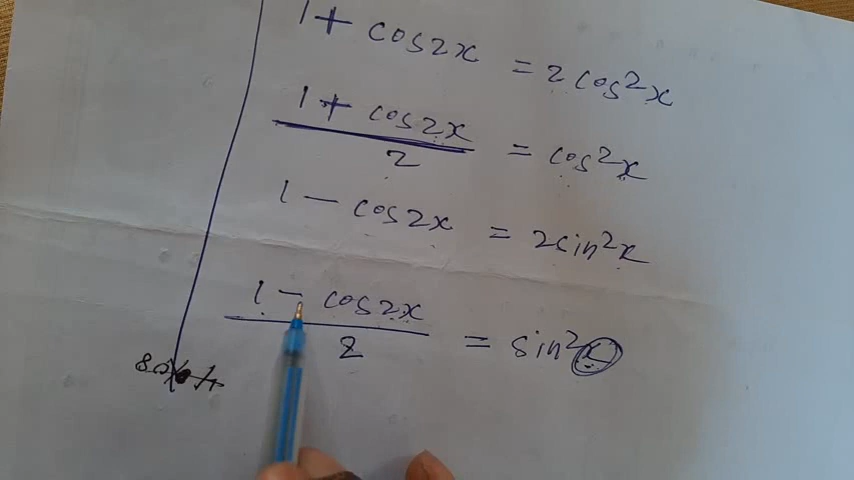 1 + cos2x = 2cos²x
1 + cos2x / 2 = cos²x
1 - cos2x = 2sin²x
1 - cos2x / 2 = sin²x